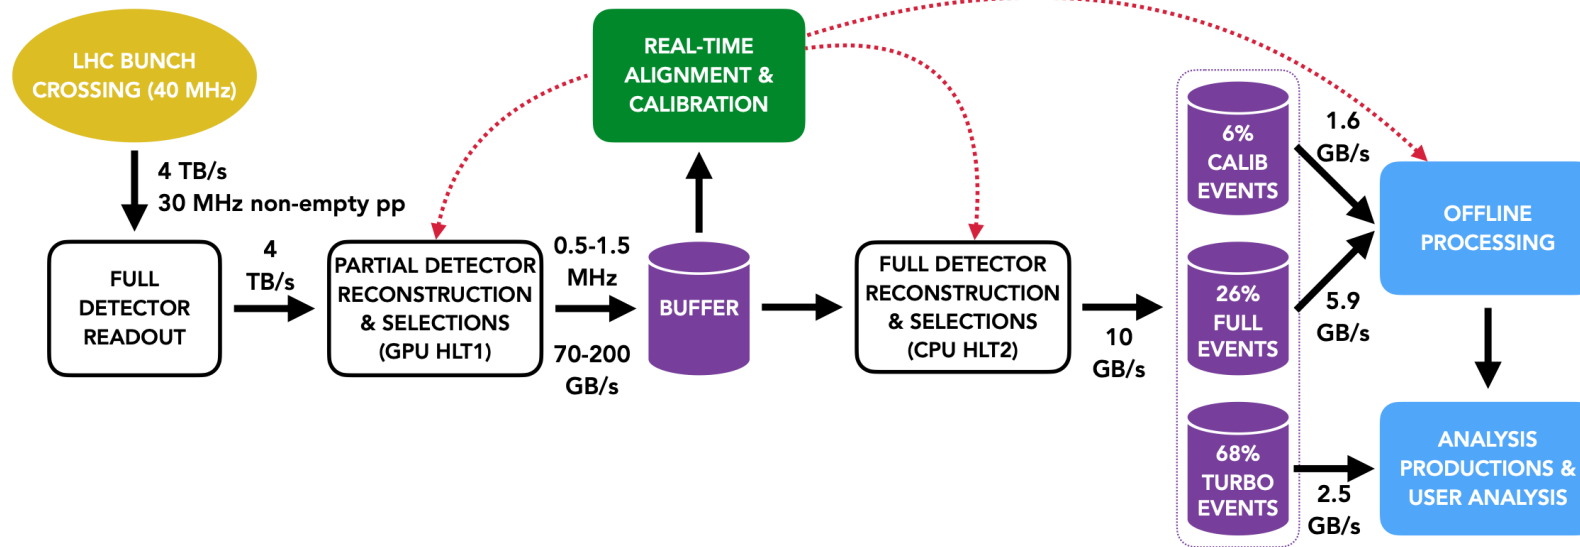 LHC BUNCH
CROSSING (40 MHz)
4 TB/s
30 MHz non-empty pp
FULL
DETECTOR
READOUT
4
TB/s
PARTIAL DETECTOR
RECONSTRUCTION
& SELECTIONS
(GPU HLT1)
0.5-1.5
MHz
70-200
GB/s
REAL-TIME
ALIGNMENT &
CALIBRATION
BUFFER
FULL DETECTOR
RECONSTRUCTION
& SELECTIONS
(CPU HLT2)
10
GB/s
6%
CALIB
EVENTS
1.6
GB/s
26%
FULL
EVENTS
5.9
GB/s
68%
TURBO
EVENTS
2.5
GB/s
OFFLINE
PROCESSING
ANALYSIS
PRODUCTIONS &
USER ANALYSIS